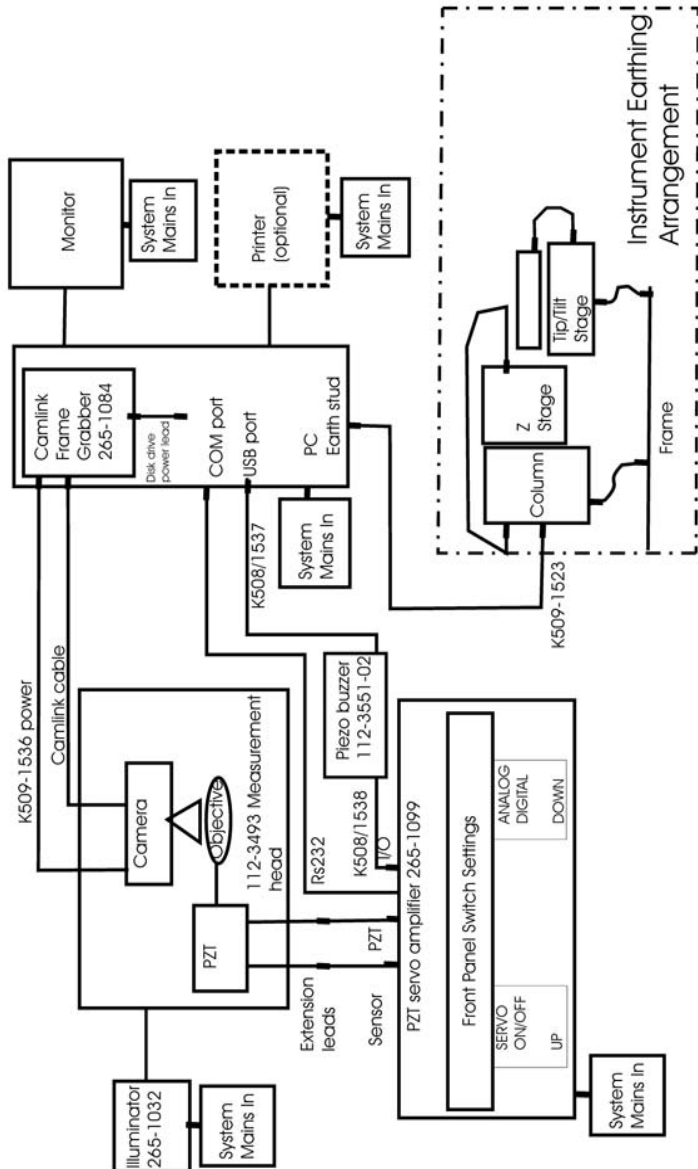 Illuminator
265-1032
System
Mains In
K509-1536 power
Camlink cable
Camera
Objective
112-3493 Measurement
head
PZT
Extension
leads
Sensor
PZT
Rs232
I/O
K508/1538
Piezo buzzer
112-3551-02
K508/1537
PZT servo amplifier 265-1099
Front Panel Switch Settings
SERVO
ON/OFF
UP
ANALOG
DIGITAL
DOWN
System
Mains In
Camlink
Frame
Grabber
265-1084
Disk drive
power lead
COM port
USB port
PC
Earth stud
System
Mains In
Monitor
System
Mains In
Printer
(optional)
System
Mains In
K509-1523
Column
Z
Stage
Tip/Tilt
Stage
Frame
Instrument Earthing
Arrangement